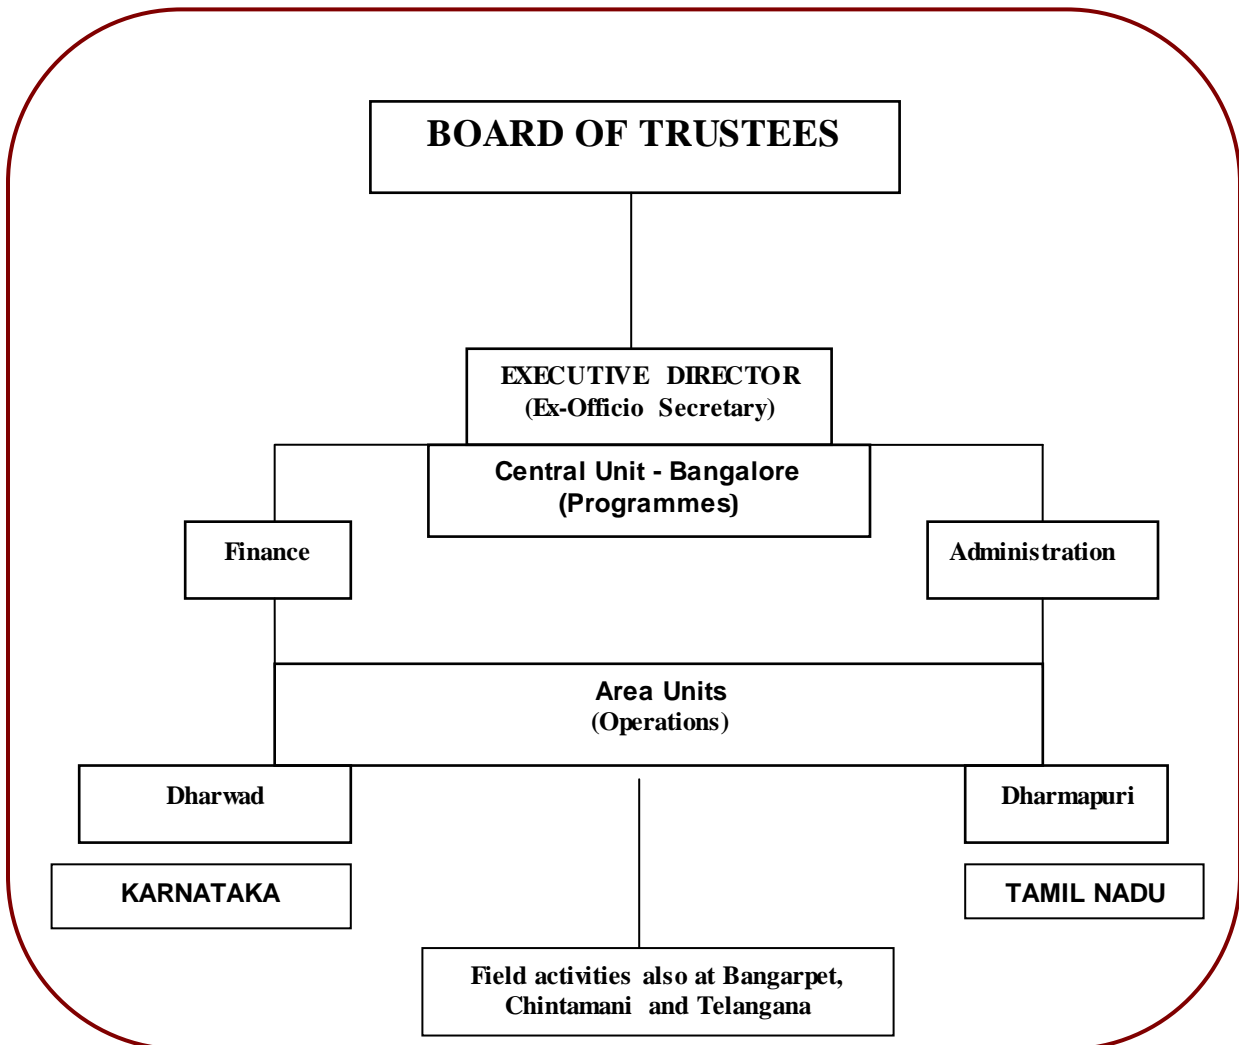 BOARD OF TRUSTEES
EXECUTIVE DIRECTOR
(Ex-Officio Secretary)
Central Unit - Bangalore
(Programmes)
Finance
Administration
Area Units
(Operations)
Dharwad
Dharmapuri
KARNATAKA
TAMIL NADU
Field activities also at Bangarpet,
Chintamani and Telangana